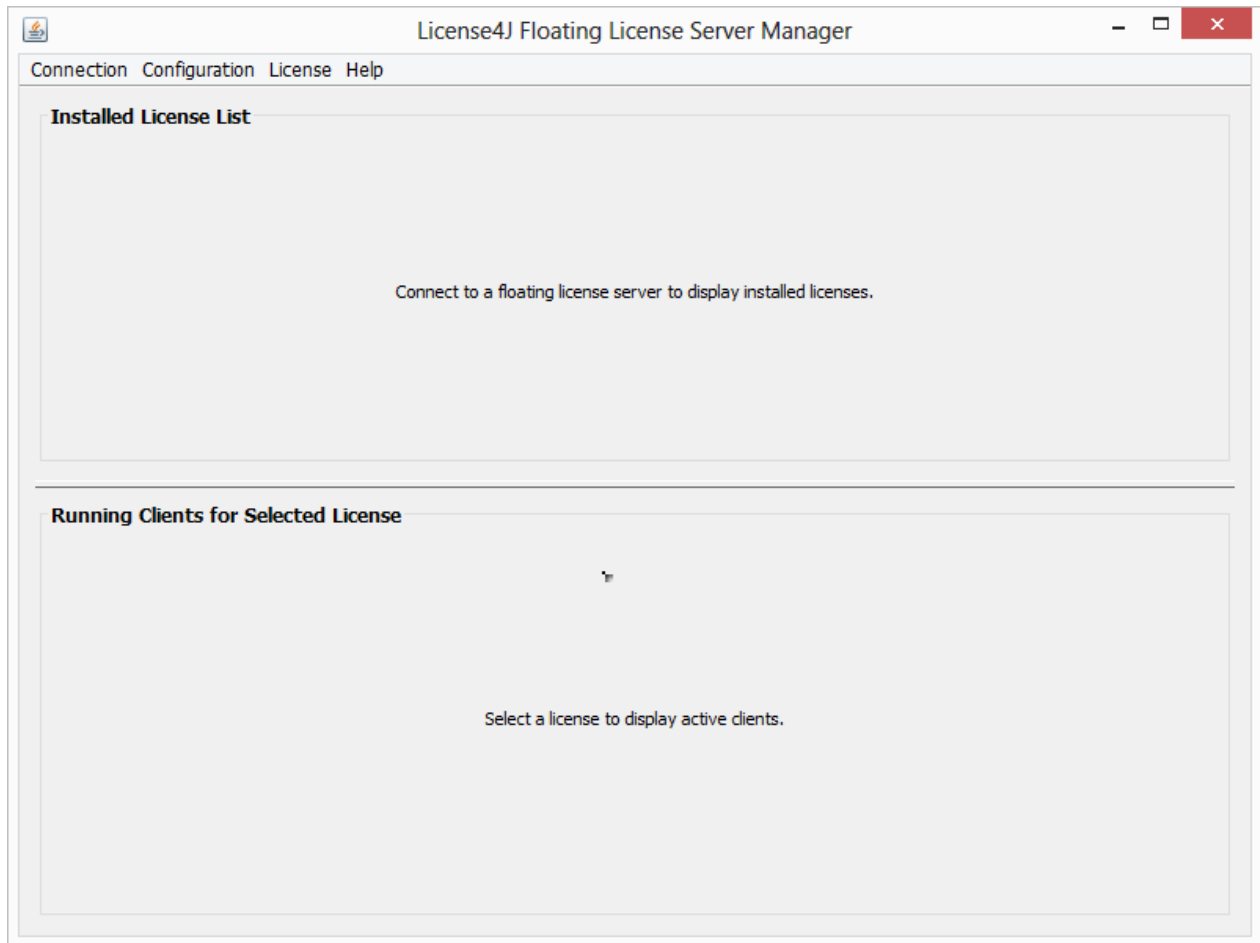 License4J Floating License Server Manager
Connection Configuration License Help
Installed License List
Connect to a floating license server to display installed licenses.
Running Clients for Selected License
Select a license to display active clients.